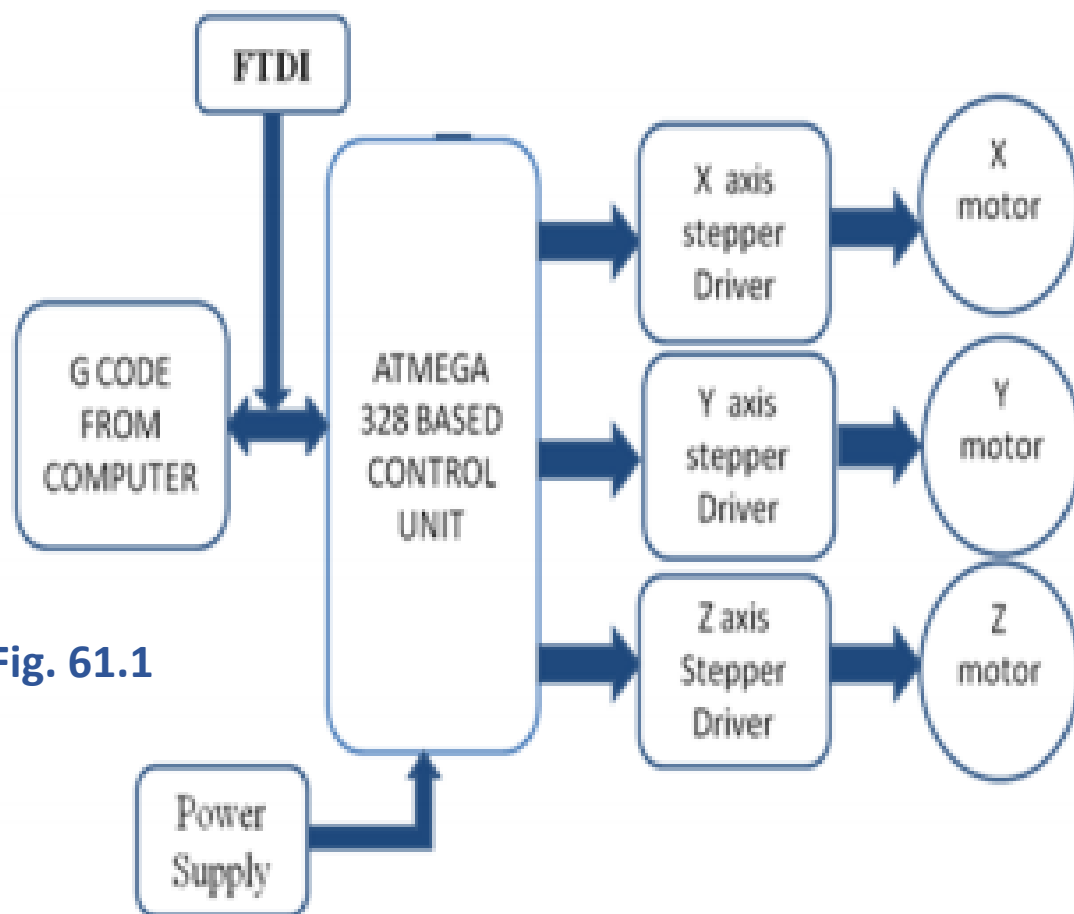 FTDI
G CODE
FROM
COMPUTER
ATMEGA
328 BASED
CONTROL
UNIT
X axis
stepper
Driver
X
motor
Y axis
stepper
Driver
Y
motor
Z axis
Stepper
Driver
Z
motor
Fig. 61.1
Power
Supply